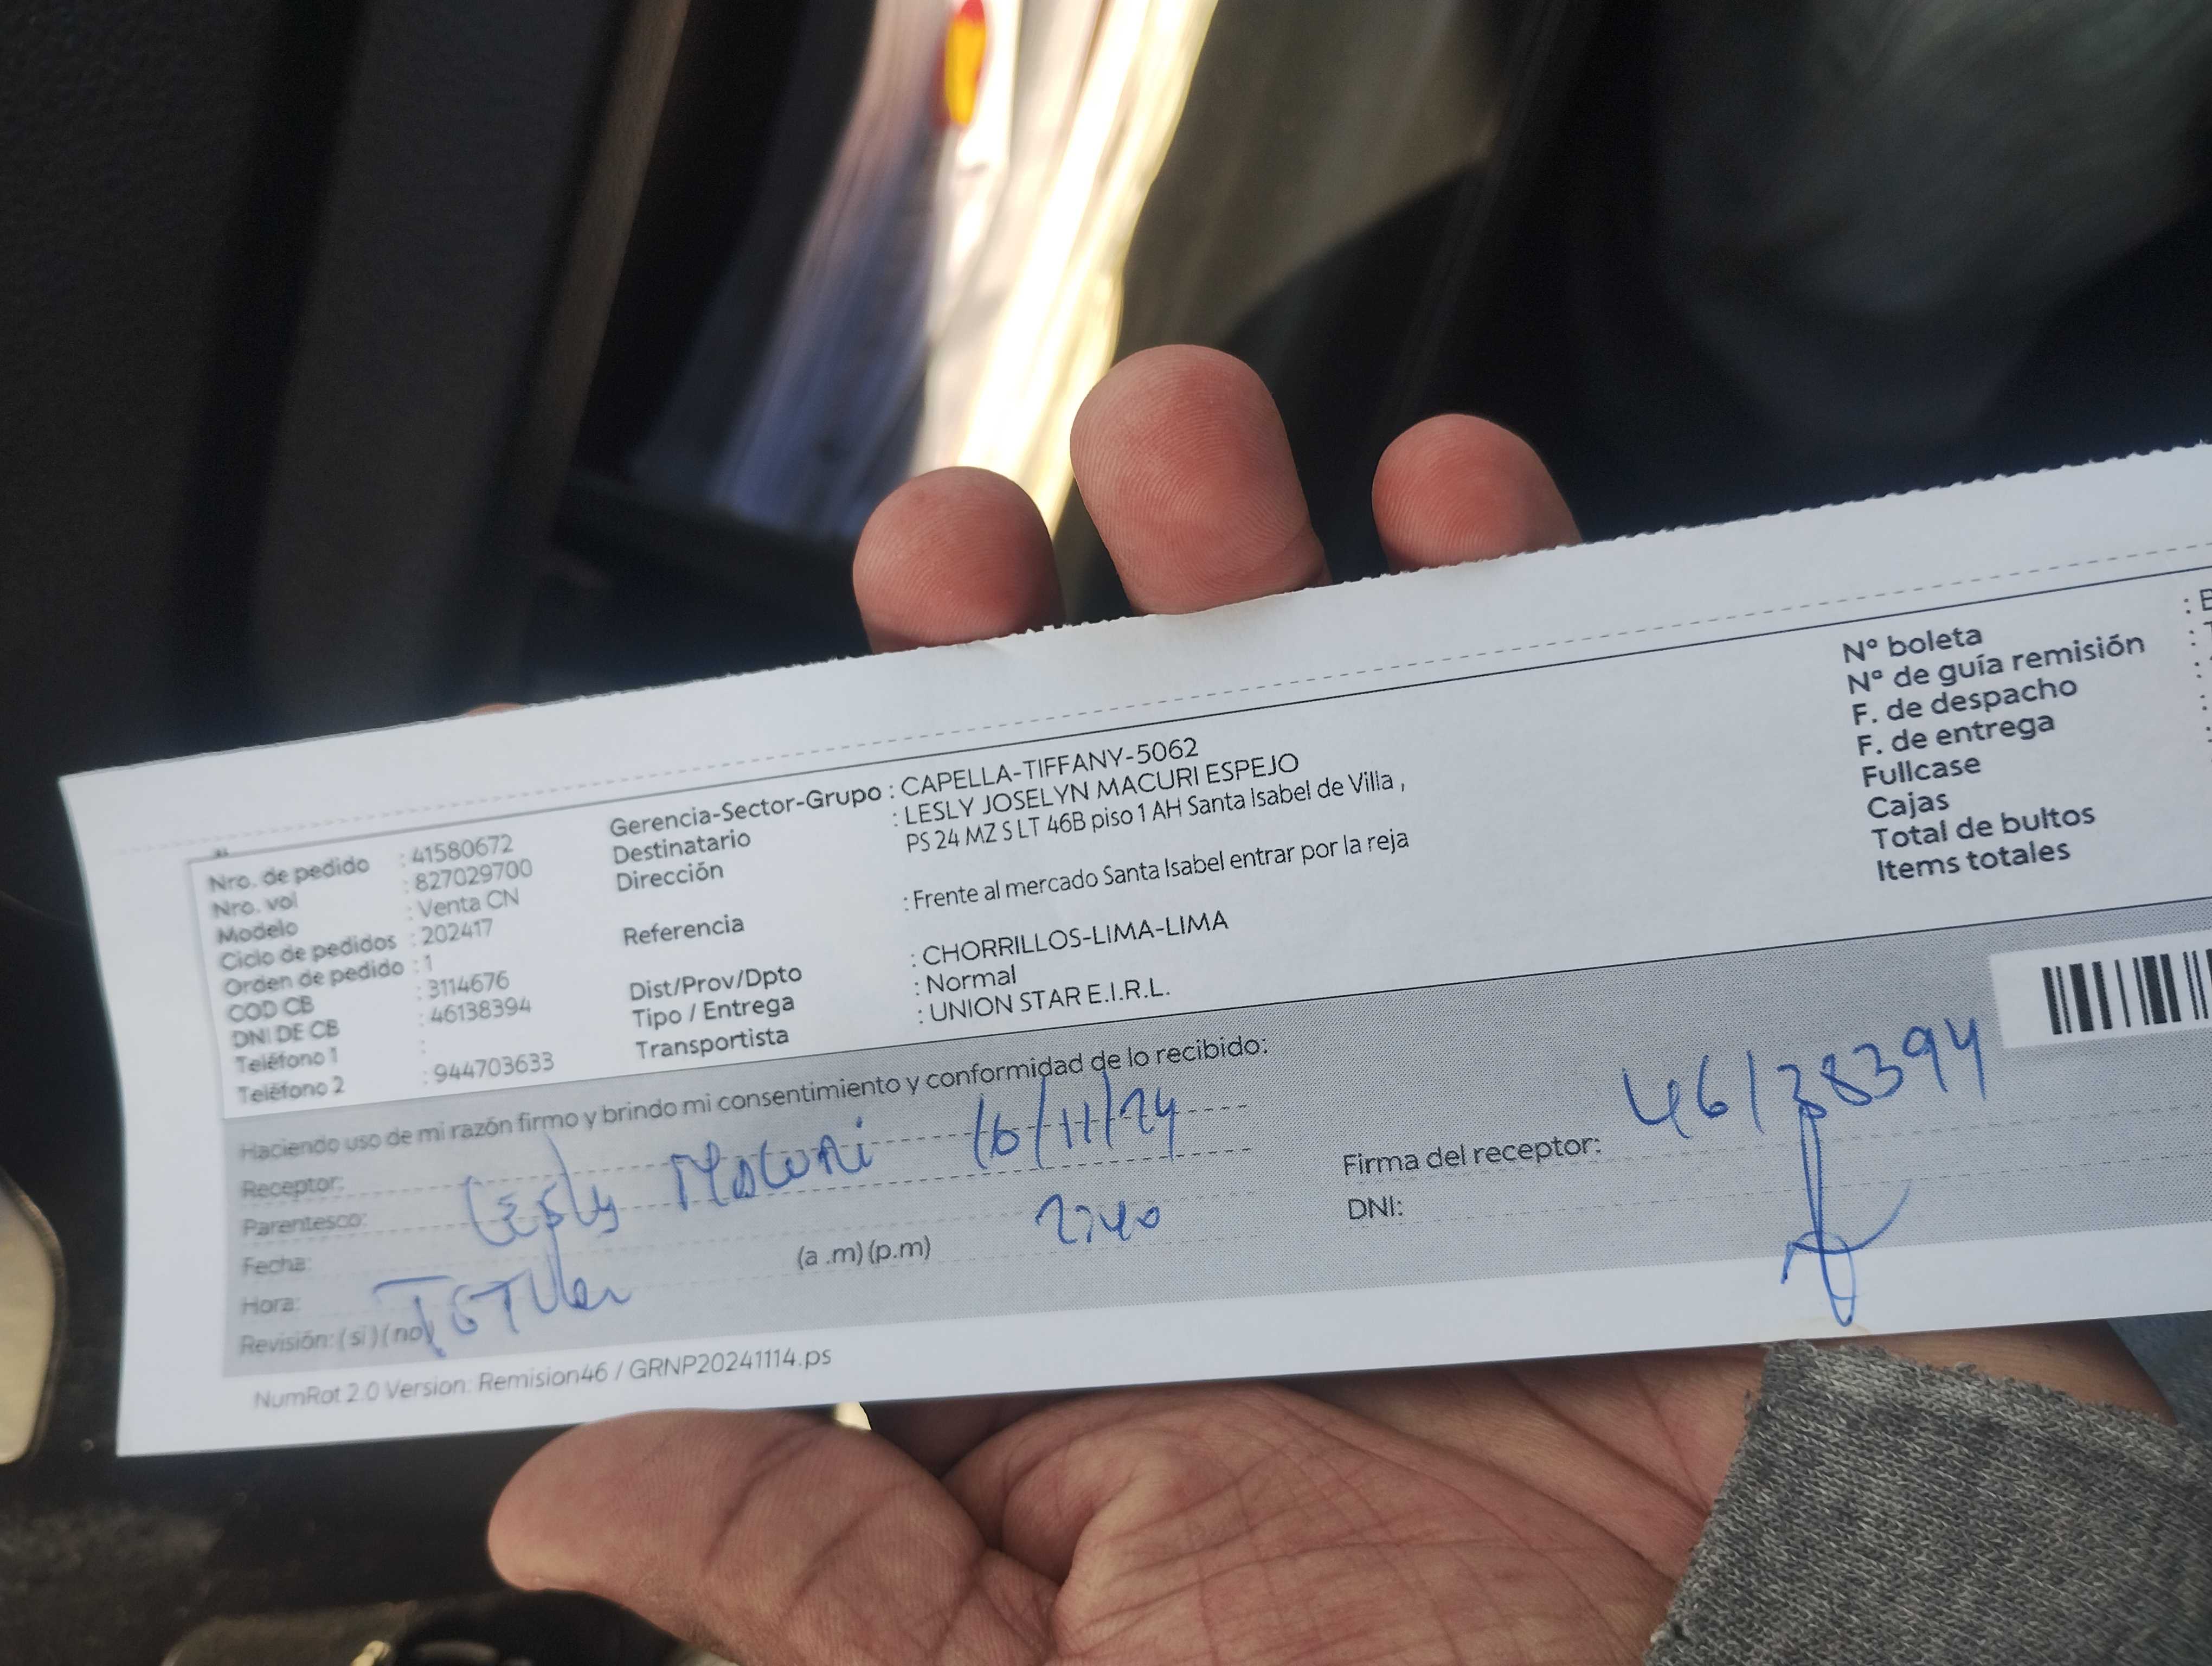 Nro. de pedido : 41580672
Nro. vol : 827029700
Modelo : Venta CN
Ciclo de pedidos : 202417
Orden de pedido : 1
COD CB : 3114676
DNI DE CB : 46138394
Teléfono 1 :
Teléfono 2 : 944703633
Gerencia-Sector-Grupo : CAPELLA-TIFFANY-5062
Destinatario : LESLY JOSELYN MACURI ESPEJO
Dirección PS 24 MZ S LT 46B piso 1 AH Santa Isabel de Villa ,
Referencia : Frente al mercado Santa Isabel entrar por la reja
Dist/Prov/Dpto : CHORRILLOS-LIMA-LIMA
Tipo / Entrega : Normal
Transportista : UNION STAR E.I.R.L.
N° boleta
N° de guía remisión
F. de despacho
F. de entrega
Fullcase
Cajas
Total de bultos
Items totales
Haciendo uso de mi razón firmo y brindo mi consentimiento y conformidad de lo recibido:
Receptor:
Parentesco: Lesly Macuri 16/11/24
Fecha:
Hora: (a .m) (p.m) 2:40
Revisión: ( si ) ( no) Titular
Firma del receptor: 46138394
DNI:
NumRot 2.0 Version: Remision46 / GRNP20241114.ps